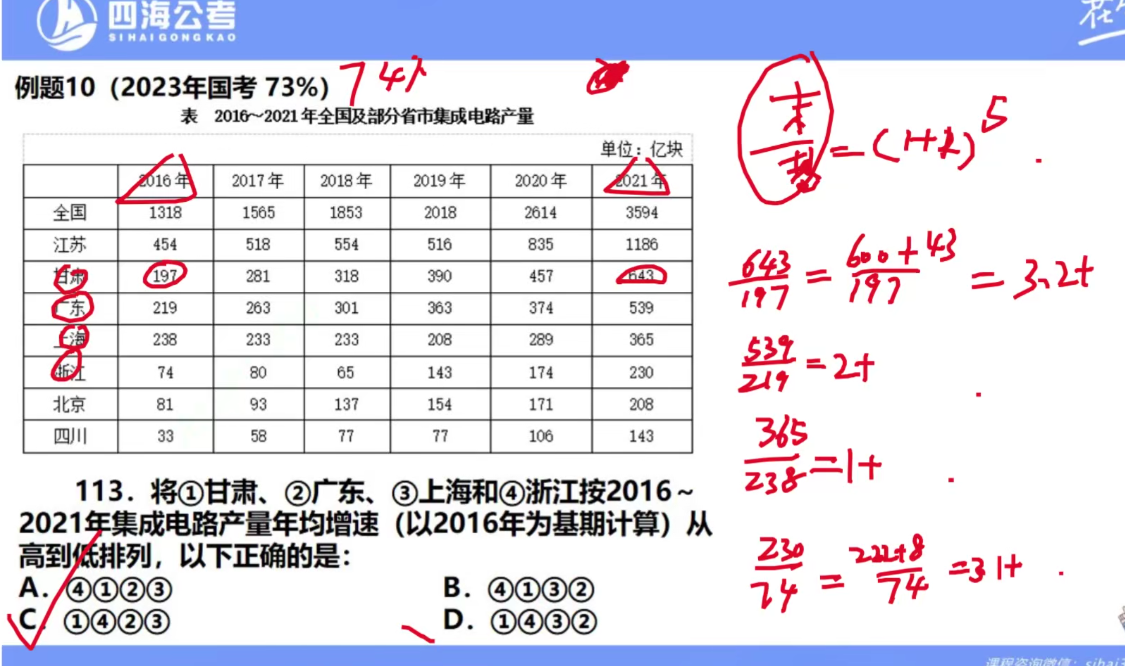 四海公考
SIHAIGONGKAO
花
例题10（2023年国考 73%）
74%
表 2016～2021年全国及部分省市集成电路产量
单位：亿块
2016年 2017年 2018年 2019年 2020年 2021年
全国 1318 1565 1853 2018 2614 3594
江苏 454 518 554 516 835 1186
甘肃 197 281 318 390 457 643
广东 219 263 301 363 374 539
上海 238 233 233 208 289 365
浙江 74 80 65 143 174 230
北京 81 93 137 154 171 208
四川 33 58 77 77 106 143
113. 将①甘肃、②广东、③上海和④浙江按2016～
2021年集成电路产量年均增速（以2016年为基期计算）从
高到低排列，以下正确的是：
A. ④①②③ B. ④①③②
C. ①④②③ D. ①④③②
末/基=(1+r)^5
643/197 = 600+43/197 = 3.2+
539/219 = 2+
365/238 = 1+
230/74 = 222+8/74 = 3.1+
课程咨询微信：sihai